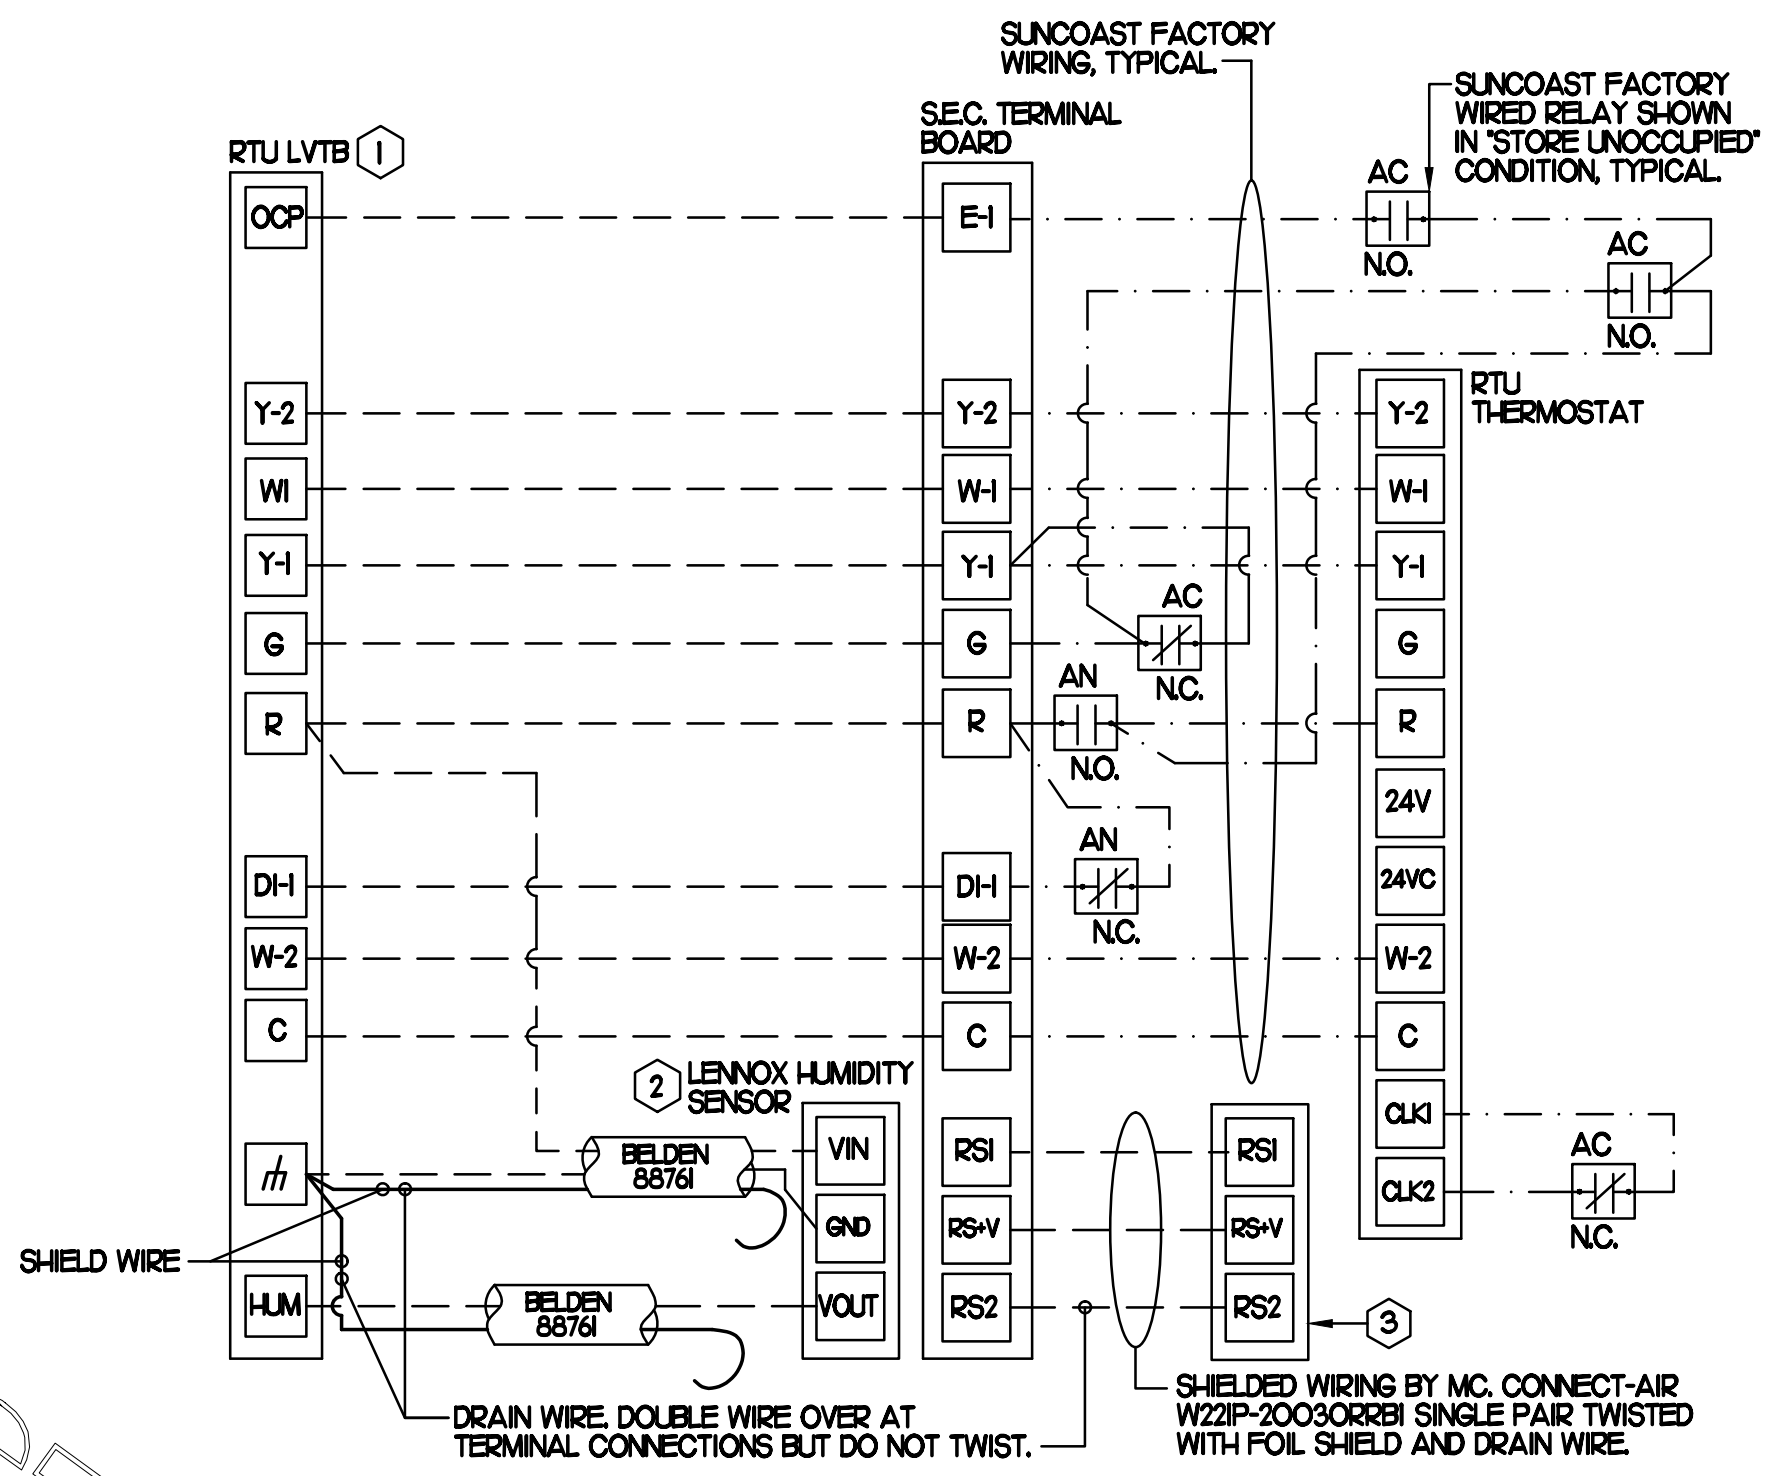 SUNCOAST FACTORY
WIRING, TYPICAL.
SUNCOAST FACTORY
WIRED RELAY SHOWN
IN "STORE UNOCCUPIED"
CONDITION, TYPICAL.
S.E.C. TERMINAL
BOARD
RTU LVTB 1
AC
N.O.
AC
N.O.
OCP
E-1
RTU
THERMOSTAT
Y-2
Y-2
Y-2
W1
W-1
W-1
Y-1
Y-1
Y-1
AC
N.C.
G
G
G
AN
N.O.
R
R
R
24V
AN
N.C.
24VC
DI-1
DI-1
W-2
W-2
W-2
C
C
C
2 LENNOX HUMIDITY
SENSOR
CLK1
AC
N.C.
CLK2
BELDEN
88761
VIN
RS1
RS1
GND
RS+V
RS+V
SHIELD WIRE
HUM
BELDEN
88761
VOUT
RS2
RS2
3
SHIELDED WIRING BY MC. CONNECT-AIR
W221P-2003ORRB1 SINGLE PAIR TWISTED
WITH FOIL SHIELD AND DRAIN WIRE.
DRAIN WIRE. DOUBLE WIRE OVER AT
TERMINAL CONNECTIONS BUT DO NOT TWIST.